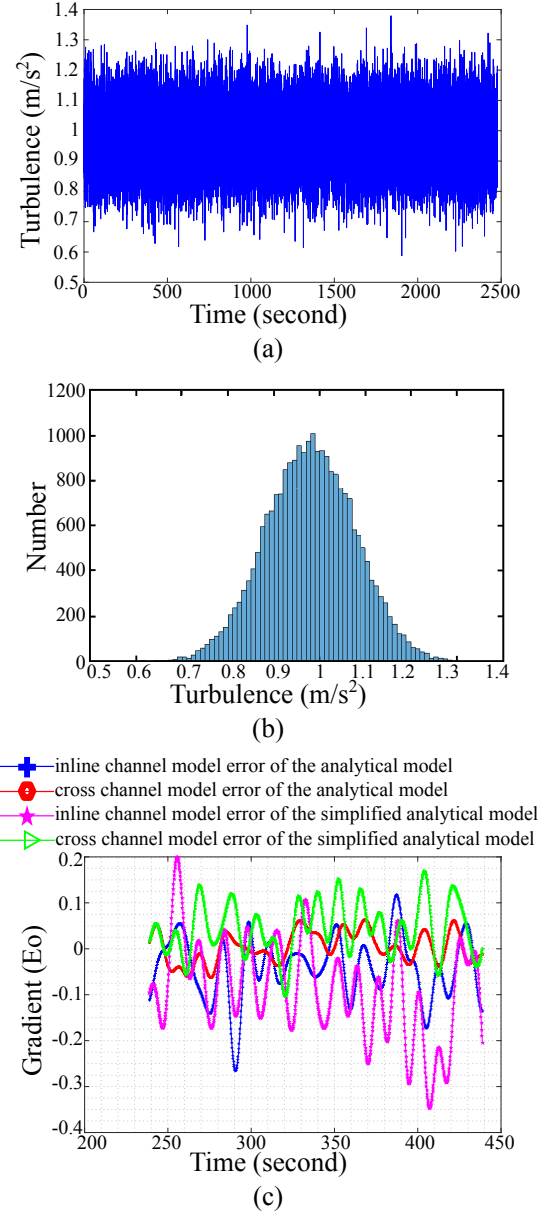 1.4
1.3
1.2
1.1
1
0.9
0.8
0.7
0.6
0.5
Turbulence (m/s²)
0 500 1000 1500 2000 2500
Time (second)
(a)
1200
1000
800
600
400
200
0
Number
0.5 0.6 0.7 0.8 0.9 1 1.1 1.2 1.3 1.4
Turbulence (m/s²)
(b)
inline channel model error of the analytical model
cross channel model error of the analytical model
inline channel model error of the simplified analytical model
cross channel model error of the simplified analytical model
0.2
0.1
0
-0.1
-0.2
-0.3
-0.4
Gradient (Eo)
200 250 300 350 400 450
Time (second)
(c)